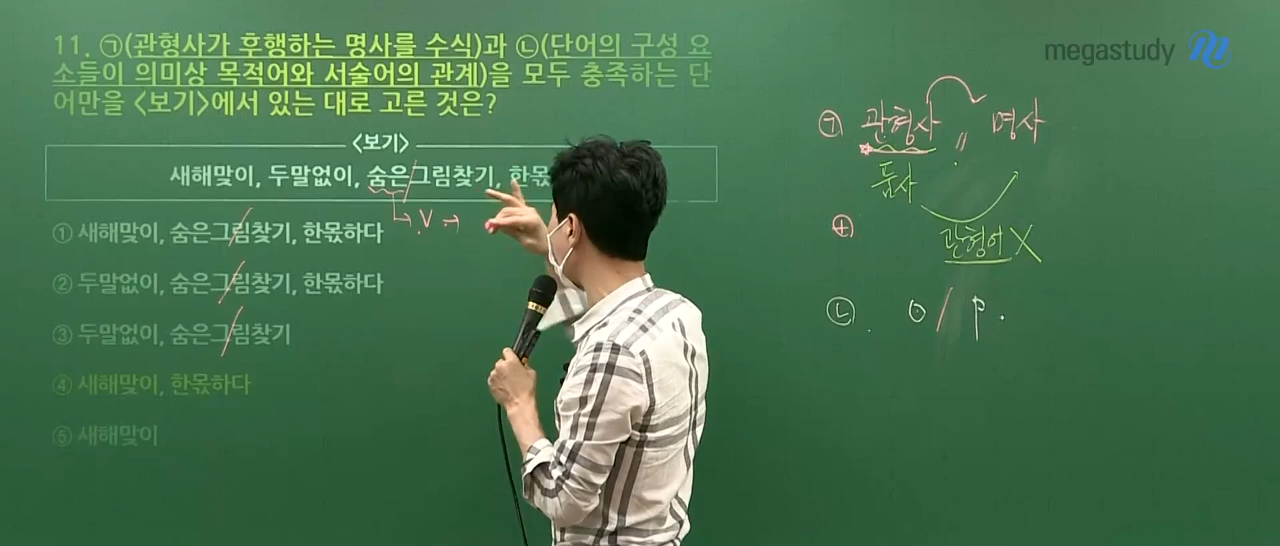 11. ㉠(관형사가 후행하는 명사를 수식)과 ㉡(단어의 구성 요
소들이 의미상 목적어와 서술어의 관계)을 모두 충족하는 단
어만을 <보기>에서 있는 대로 고른 것은?
<보기>
새해맞이, 두말없이, 숨은그림찾기, 한몫
① 새해맞이, 숨은그림찾기, 한몫하다
② 두말없이, 숨은그림찾기, 한몫하다
③ 두말없이, 숨은그림찾기
④ 새해맞이, 한몫하다
⑤ 새해맞이
V
megastudy
㉠ 관형사 명사
품사
관형어 X
㉡ O / P.